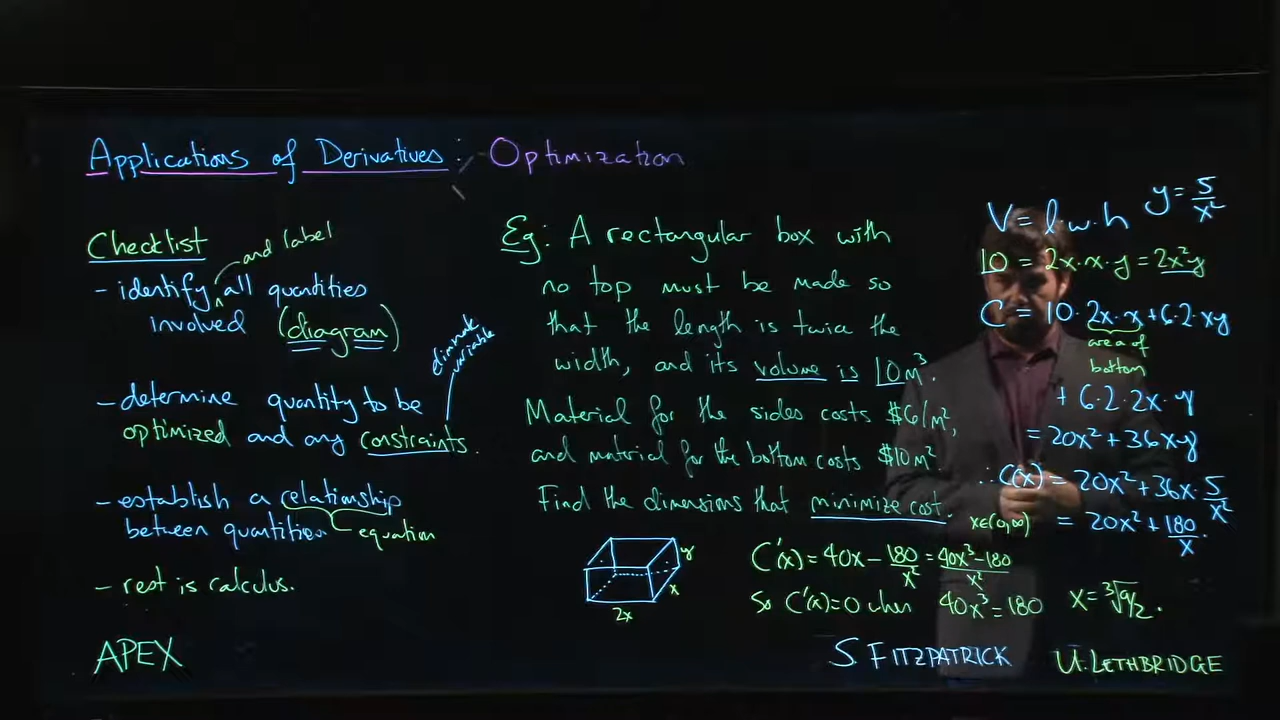 Applications of Derivatives: Optimization
Checklist
and label
- identify all quantities
involved (diagram)
eliminate
variable
- determine quantity to be
optimized and any constraints.
- establish a relationship
between quantities
equation
- rest is calculus.
APEX
Eg: A rectangular box with
no top must be made so
that the length is twice the
width, and its volume is 10m³.
Material for the sides costs $6/m²,
and material for the bottom costs $10m².
Find the dimensions that minimize cost.
y
x
2x
C'(x) = 40x - 180/x² = 40x³-180/x²
So C'(x)=0 when 40x³=180 x=³√9/2.
V = l·w·h y = 5/x²
10 = 2x·x·y = 2x²y
C = 10·2x·x + 6·2·xy
area of
bottom
+ 6·2·2x·y
= 20x² + 36xy
∴ C(x) = 20x² + 36x·5/x²
x∈(0,∞) = 20x² + 180/x.
S. FITZPATRICK U. LETHBRIDGE